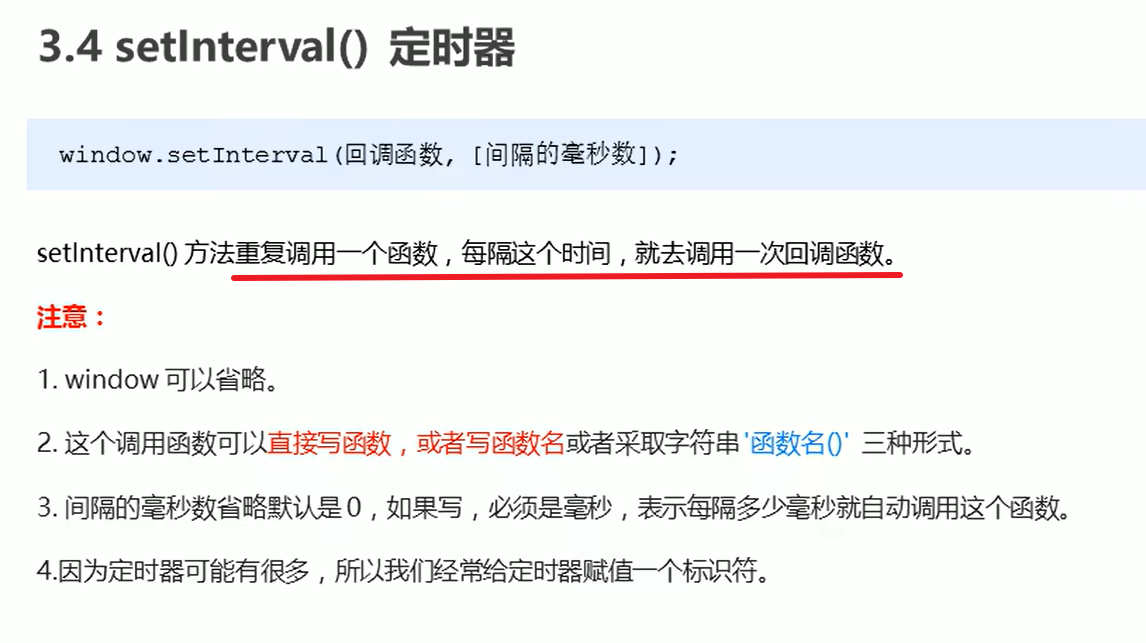 3.4 setInterval() 定时器
window.setInterval(回调函数, [间隔的毫秒数]);
setInterval() 方法重复调用一个函数，每隔这个时间，就去调用一次回调函数。
注意：
1. window 可以省略。
2. 这个调用函数可以直接写函数，或者写函数名或者采取字符串 '函数名()' 三种形式。
3. 间隔的毫秒数省略默认是 0，如果写，必须是毫秒，表示每隔多少毫秒就自动调用这个函数。
4.因为定时器可能有很多，所以我们经常给定时器赋值一个标识符。